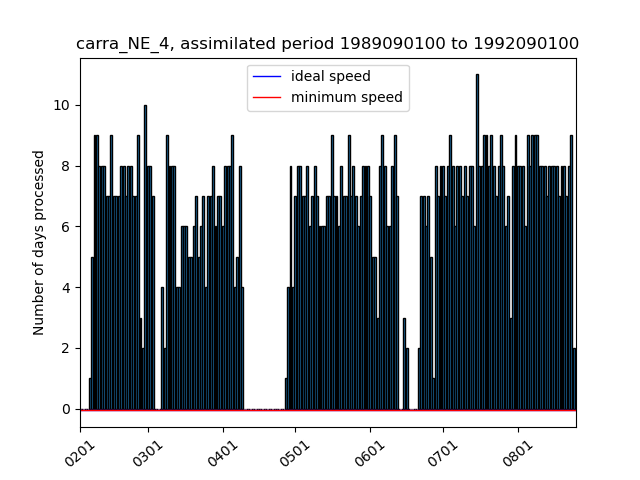 carra_NE_4, assimilated period 1989090100 to 1992090100
ideal speed
minimum speed
Number of days processed
10
8
6
4
2
0
0201 0301 0401 0501 0601 0701 0801